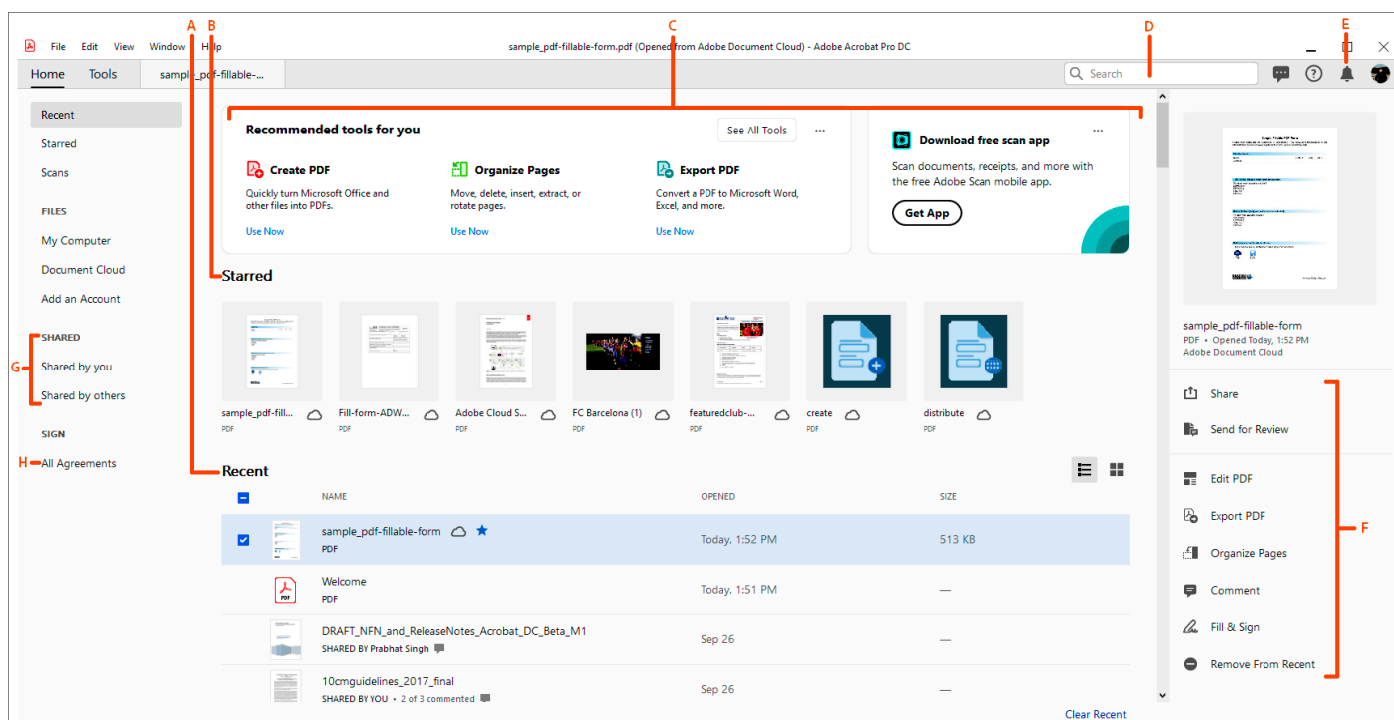 A B C D E
File Edit View Window Help sample_pdf-fillable-form.pdf (Opened from Adobe Document Cloud) - Adobe Acrobat Pro DC
Home Tools sample_pdf-fillable-... Search
Recent
Starred
Scans
FILES
My Computer
Document Cloud
Add an Account
G
SHARED
Shared by you
Shared by others
SIGN
H All Agreements
Recommended tools for you See All Tools ...
Create PDF
Quickly turn Microsoft Office and
other files into PDFs.
Use Now
Organize Pages
Move, delete, insert, extract, or
rotate pages.
Use Now
Export PDF
Convert a PDF to Microsoft Word,
Excel, and more.
Use Now
Download free scan app ...
Scan documents, receipts, and more with
the free Adobe Scan mobile app.
Get App
Starred
sample_pdf-fill... Fill-form-ADW... Adobe Cloud S... FC Barcelona (1) featuredclub-... create distribute
PDF PDF PDF PDF PDF PDF PDF
Recent
NAME OPENED SIZE
sample_pdf-fillable-form Today, 1:52 PM 513 KB
PDF
Welcome Today, 1:51 PM —
PDF
DRAFT_NFN_and_ReleaseNotes_Acrobat_DC_Beta_M1 Sep 26 —
SHARED BY Prabhat Singh
10cmguidelines_2017_final Sep 26 —
SHARED BY YOU • 2 of 3 commented
Clear Recent
sample_pdf-fillable-form
PDF • Opened Today, 1:52 PM
Adobe Document Cloud
Share
Send for Review
Edit PDF
Export PDF
F
Organize Pages
Comment
Fill & Sign
Remove From Recent